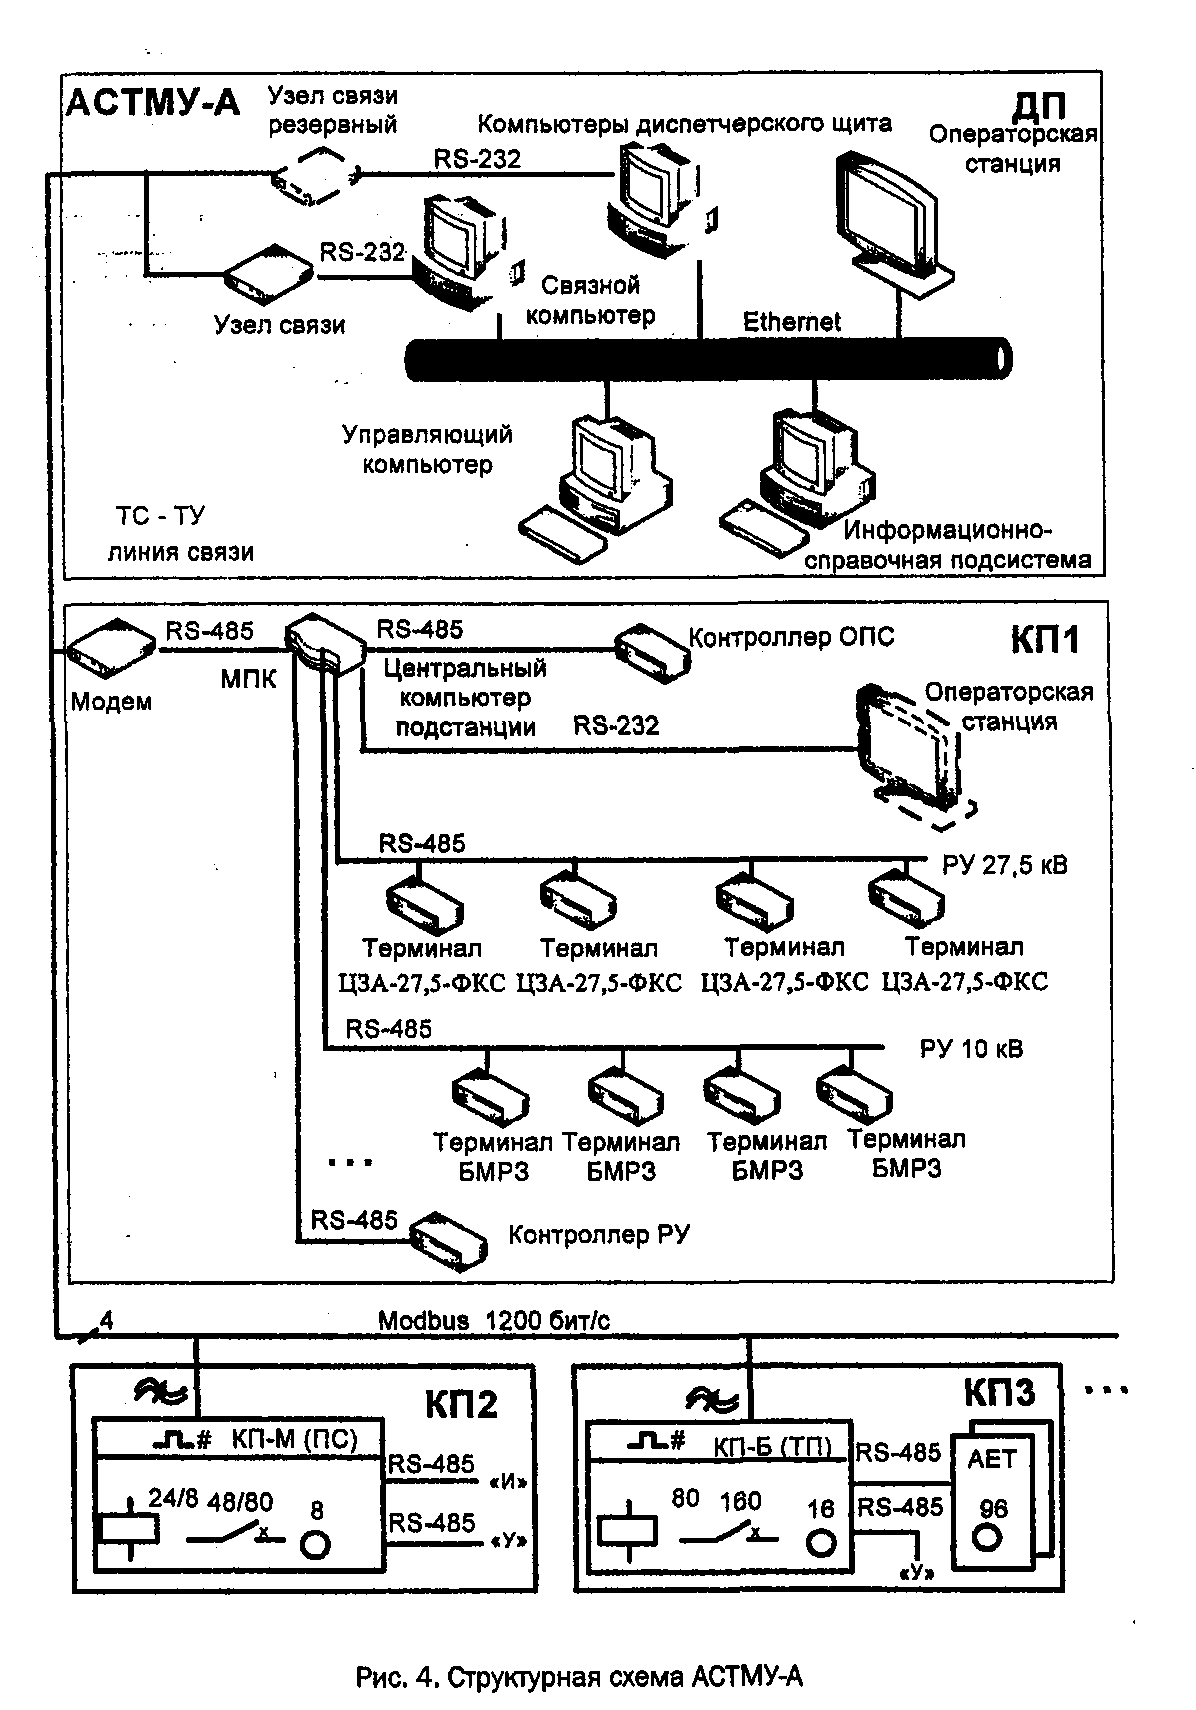 АСТМУ-А
Узел связи
резервный
Компьютеры диспетчерского щита
ДП
Операторская
станция
RS-232
RS-232
Связной
компьютер
Узел связи
Ethernet
Управляющий
компьютер
ТС - ТУ
линия связи
Информационно-
справочная подсистема
RS-485
МПК
Модем
RS-485
Центральный
компьютер
подстанции
Контроллер ОПС
КП1
Операторская
станция
RS-232
RS-485
РУ 27,5 кВ
Терминал Терминал Терминал Терминал
ЦЗА-27,5-ФКС ЦЗА-27,5-ФКС ЦЗА-27,5-ФКС ЦЗА-27,5-ФКС
RS-485
РУ 10 кВ
Терминал Терминал Терминал Терминал
БМРЗ БМРЗ БМРЗ БМРЗ
...
RS-485
Контроллер РУ
4
Modbus 1200 бит/с
КП2
# КП-М (ПС)
RS-485
«И»
24/8 48/80 8
RS-485
«У»
КП3
...
# КП-Б (ТП)
RS-485
АЕТ
80 160 16
RS-485
96
«У»
Рис. 4. Структурная схема АСТМУ-А